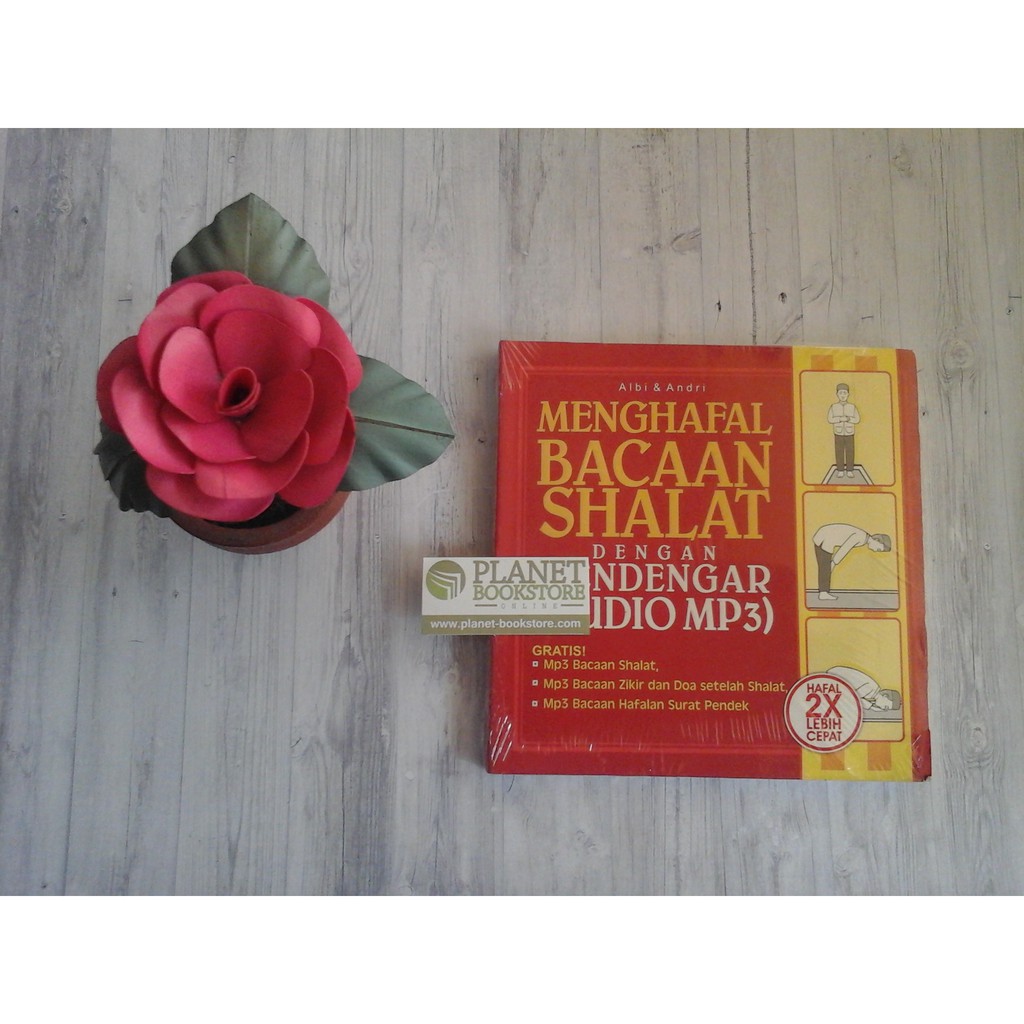 Albi & Andri
MENGHAFAL
BACAAN
SHALAT
DENGAN
NDENGAR
UDIO MP3)
PLANET
BOOKSTORE
ONLINE
www.planet-bookstore.com
GRATIS!
Mp3 Bacaan Shalat,
Mp3 Bacaan Zikir dan Doa setelah Shalat,
Mp3 Bacaan Hafalan Surat Pendek
HAFAL
2X
LEBIH
CEPAT